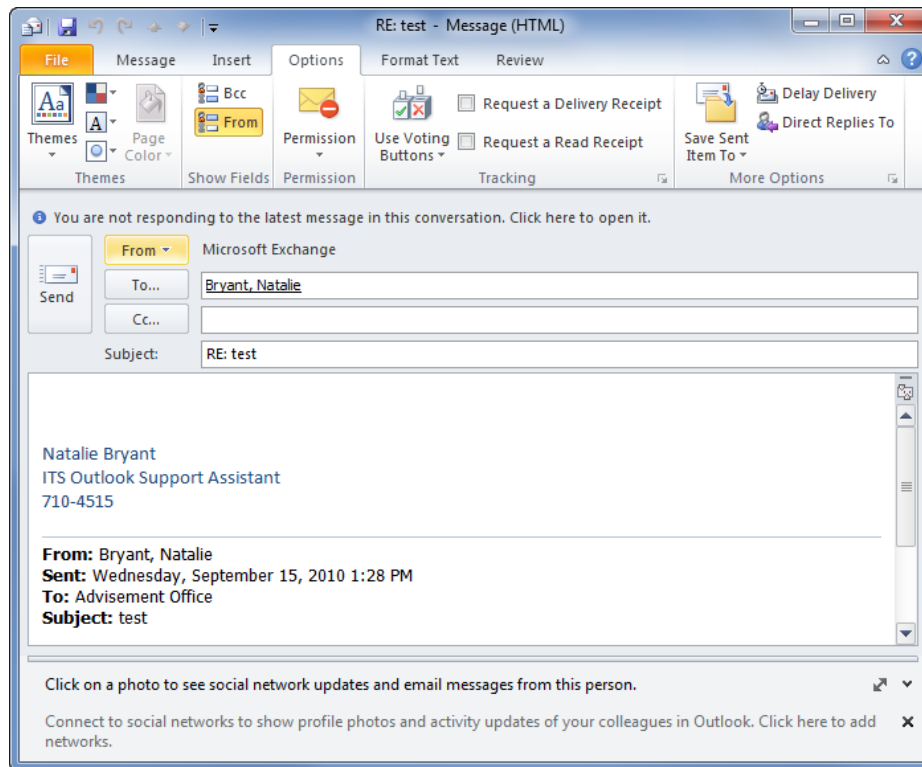 RE: test - Message (HTML)
File Message Insert Options Format Text Review
Aa
Themes
A
Page
Color
Themes
Bcc
From
Show Fields
Permission
Permission
Use Voting
Buttons
Request a Delivery Receipt
Request a Read Receipt
Tracking
Save Sent
Item To
Delay Delivery
Direct Replies To
More Options
You are not responding to the latest message in this conversation. Click here to open it.
Send
From Microsoft Exchange
To... Bryant, Natalie
Cc...
Subject: RE: test
Natalie Bryant
ITS Outlook Support Assistant
710-4515
From: Bryant, Natalie
Sent: Wednesday, September 15, 2010 1:28 PM
To: Advisement Office
Subject: test
Click on a photo to see social network updates and email messages from this person.
Connect to social networks to show profile photos and activity updates of your colleagues in Outlook. Click here to add
networks.